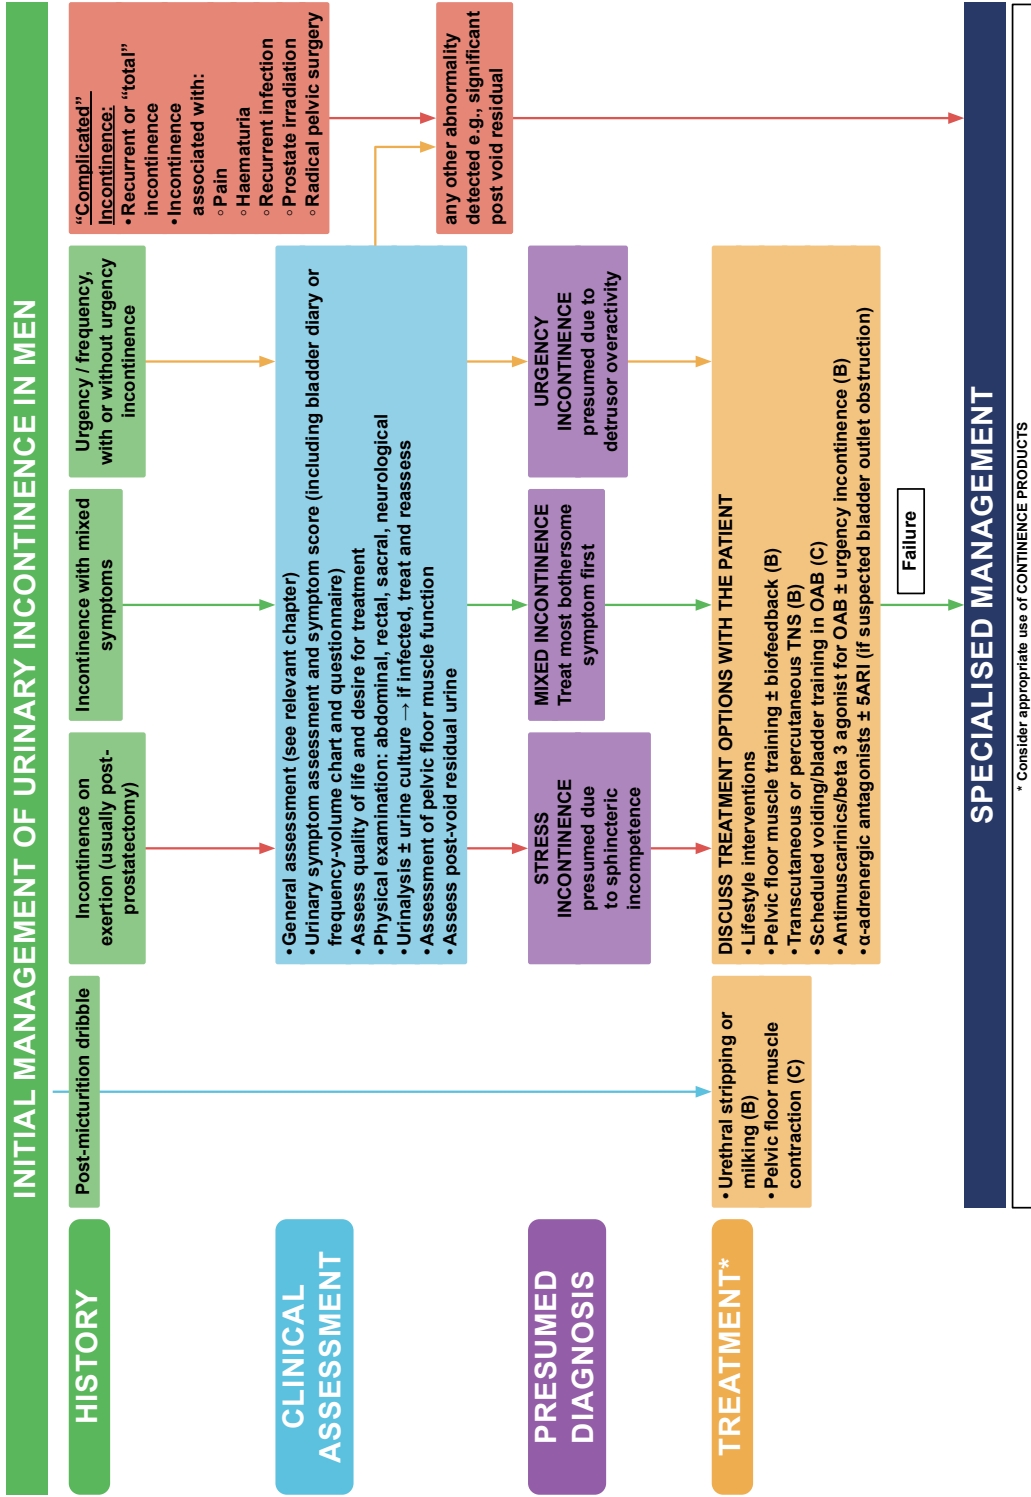 INITIAL MANAGEMENT OF URINARY INCONTINENCE IN MEN
HISTORY
Post-micturition dribble
Incontinence on
exertion (usually post-
prostatectomy)
Incontinence with mixed
symptoms
Urgency / frequency,
with or without urgency
incontinence
“Complicated”
Incontinence:
• Recurrent or “total”
incontinence
• Incontinence
associated with:
◦ Pain
◦ Haematuria
◦ Recurrent infection
◦ Prostate irradiation
◦ Radical pelvic surgery
CLINICAL
ASSESSMENT
• General assessment (see relevant chapter)
• Urinary symptom assessment and symptom score (including bladder diary or
frequency-volume chart and questionnaire)
• Assess quality of life and desire for treatment
• Physical examination: abdominal, rectal, sacral, neurological
• Urinalysis ± urine culture → if infected, treat and reassess
• Assessment of pelvic floor muscle function
• Assess post-void residual urine
any other abnormality
detected e.g., significant
post void residual
PRESUMED
DIAGNOSIS
STRESS
INCONTINENCE
presumed due
to sphincteric
incompetence
MIXED INCONTINENCE
Treat most bothersome
symptom first
URGENCY
INCONTINENCE
presumed due to
detrusor overactivity
TREATMENT*
• Urethral stripping or
milking (B)
• Pelvic floor muscle
contraction (C)
DISCUSS TREATMENT OPTIONS WITH THE PATIENT
• Lifestyle interventions
• Pelvic floor muscle training ± biofeedback (B)
• Transcutaneous or percutaneous TNS (B)
• Scheduled voiding/bladder training in OAB (C)
• Antimuscarinics/beta 3 agonist for OAB ± urgency incontinence (B)
• α-adrenergic antagonists ± 5ARI (if suspected bladder outlet obstruction)
Failure
SPECIALISED MANAGEMENT
* Consider appropriate use of CONTINENCE PRODUCTS